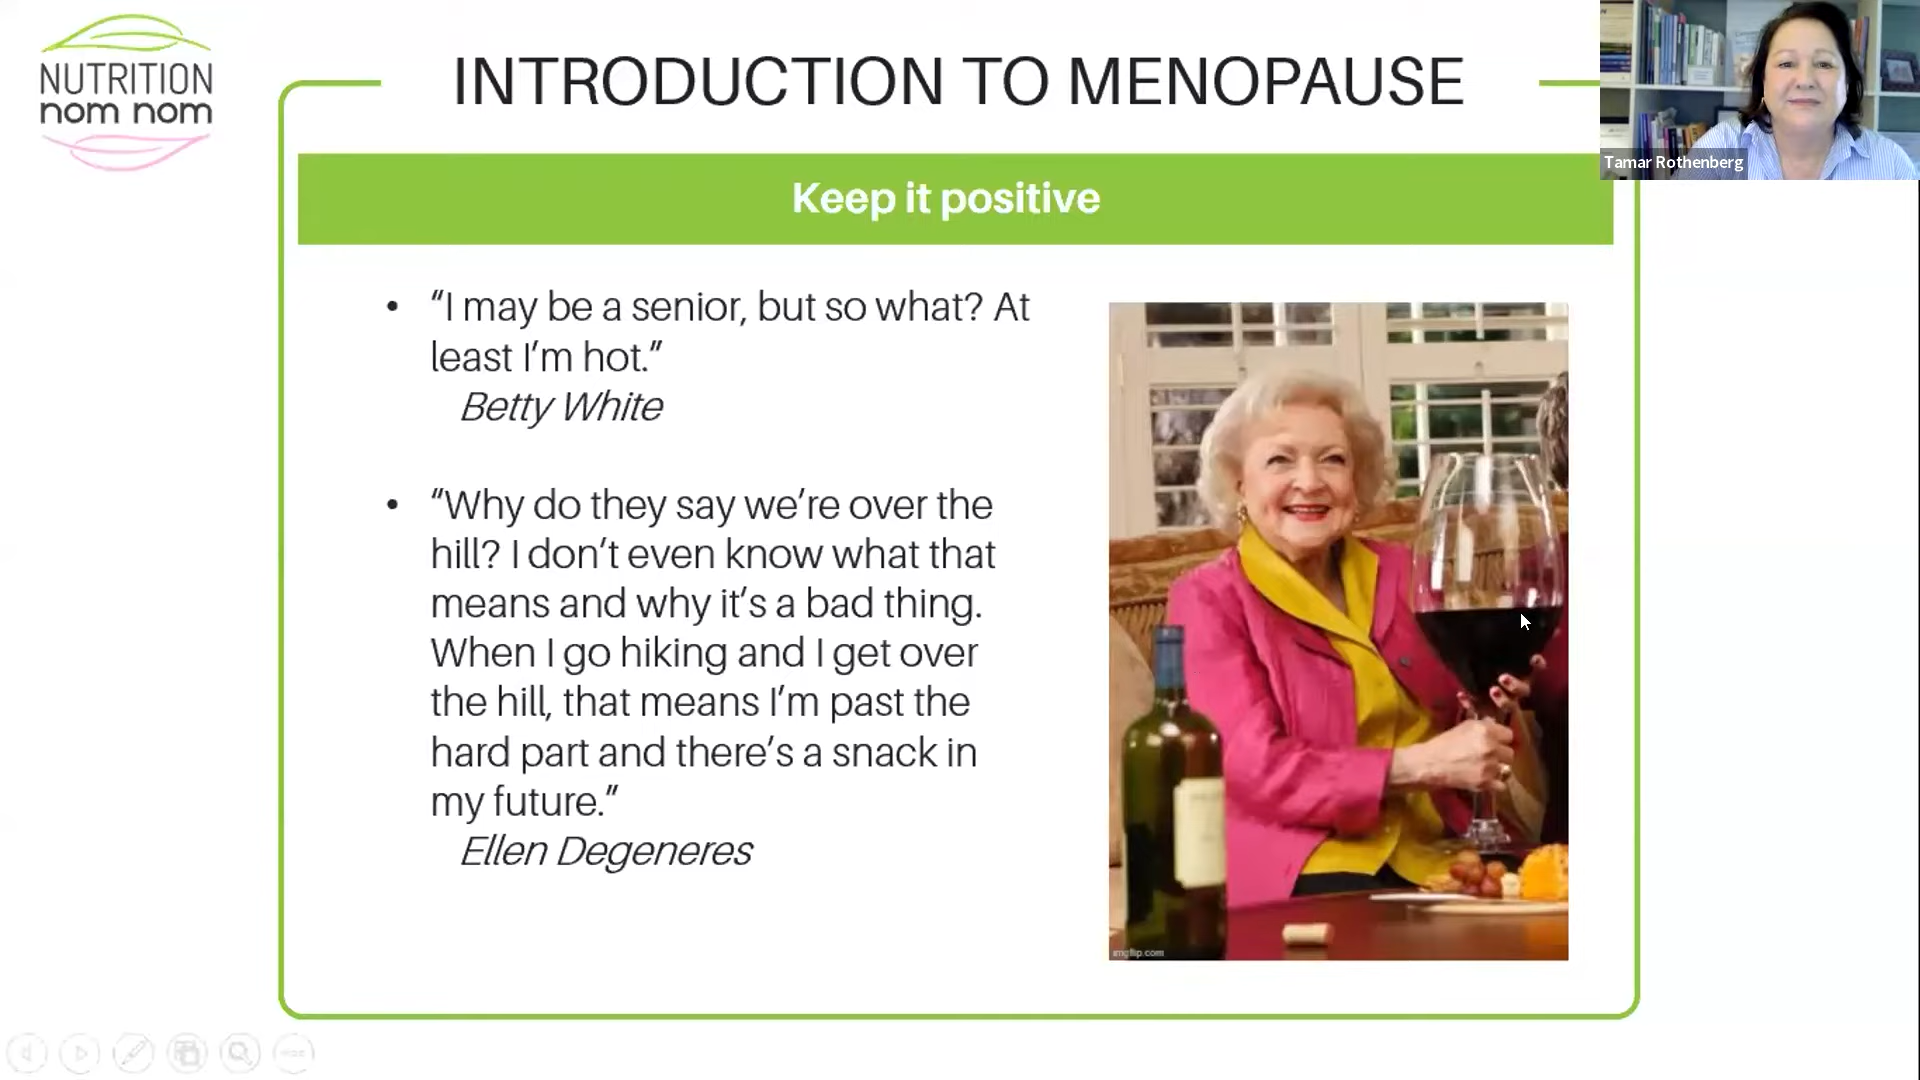 NUTRITION
nom nom
INTRODUCTION TO MENOPAUSE
Tamar Rothenberg
Keep it positive
• “I may be a senior, but so what? At
least I’m hot.”
Betty White
• “Why do they say we’re over the
hill? I don’t even know what that
means and why it’s a bad thing.
When I go hiking and I get over
the hill, that means I’m past the
hard part and there’s a snack in
my future.”
Ellen Degeneres
imgflip.com